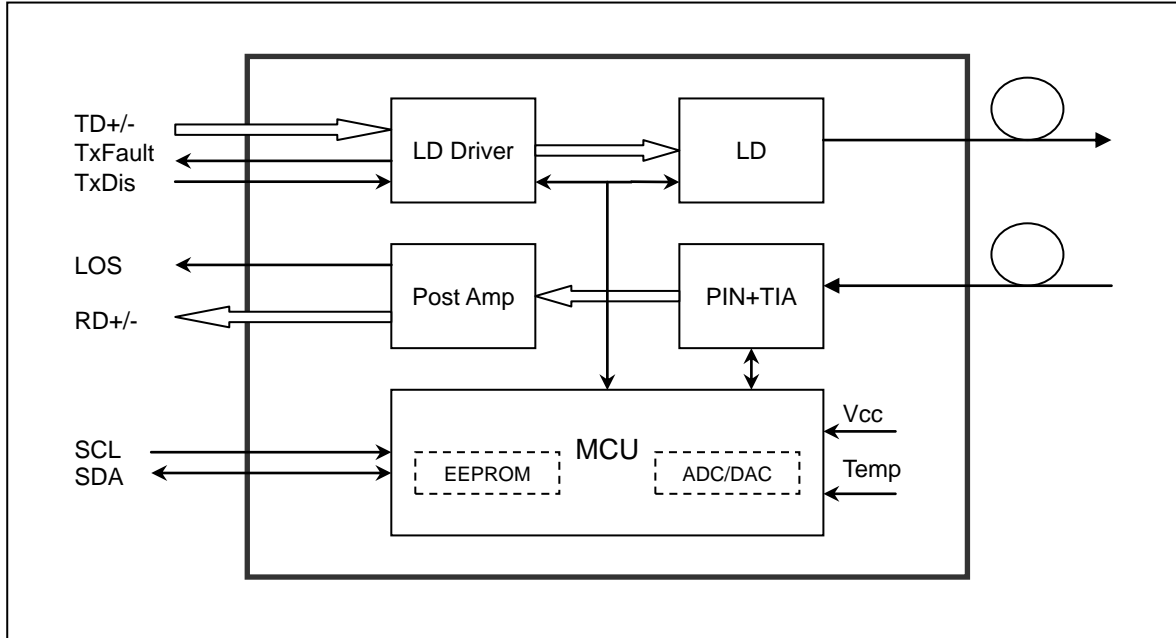 TD+/-
TxFault
TxDis
LD Driver
LD
LOS
RD+/-
Post Amp
PIN+TIA
SCL
SDA
MCU
EEPROM
ADC/DAC
Vcc
Temp